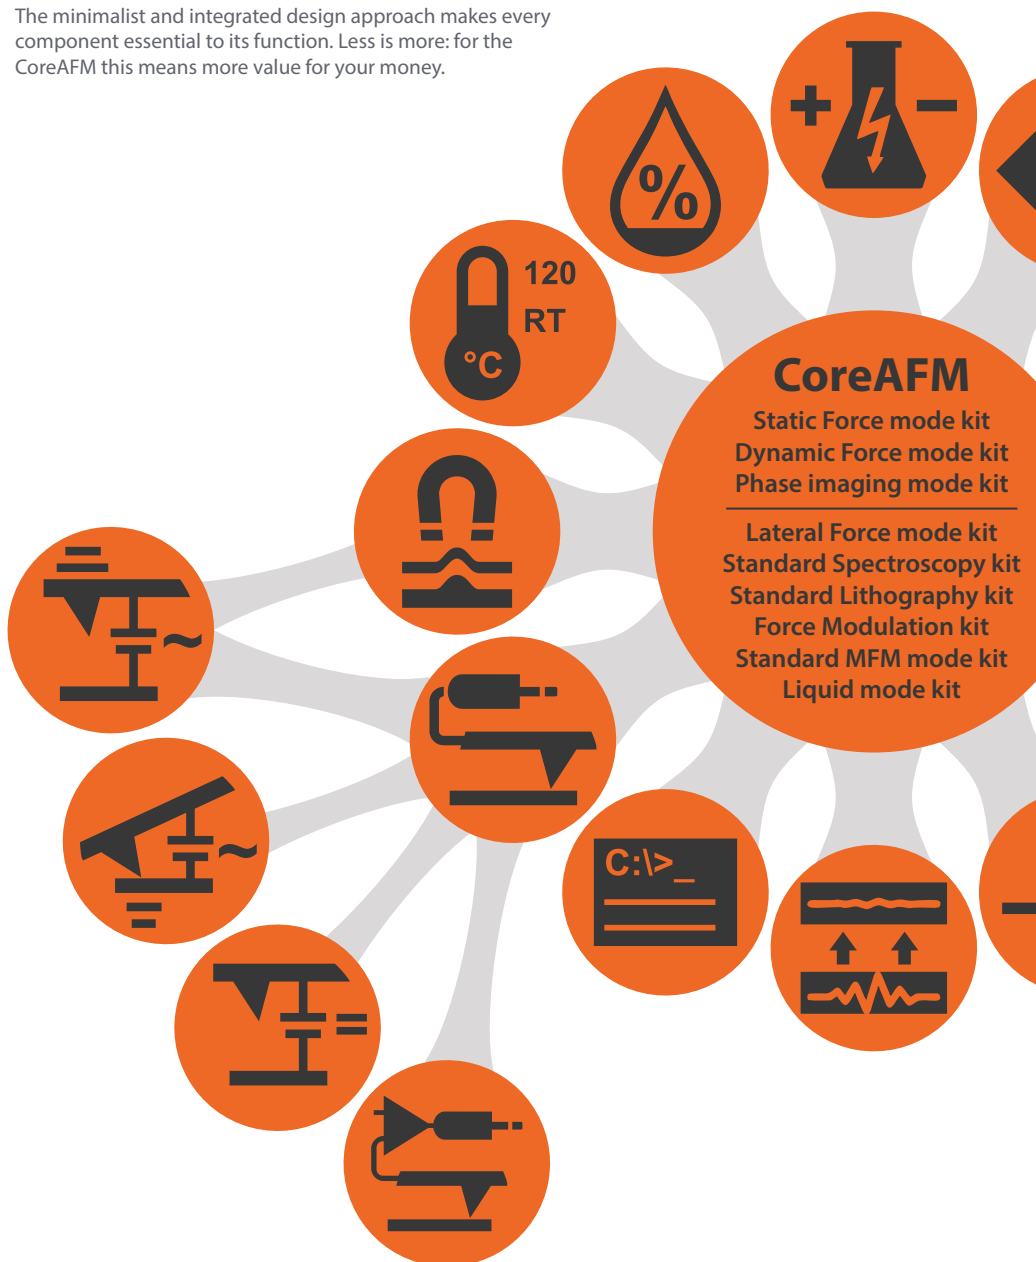 The minimalist and integrated design approach makes every
component essential to its function. Less is more: for the
CoreAFM this means more value for your money.
+
−
%
120
RT
°C
CoreAFM
Static Force mode kit
Dynamic Force mode kit
Phase imaging mode kit
Lateral Force mode kit
Standard Spectroscopy kit
Standard Lithography kit
Force Modulation kit
Standard MFM mode kit
Liquid mode kit
~
~
=
C:\>_